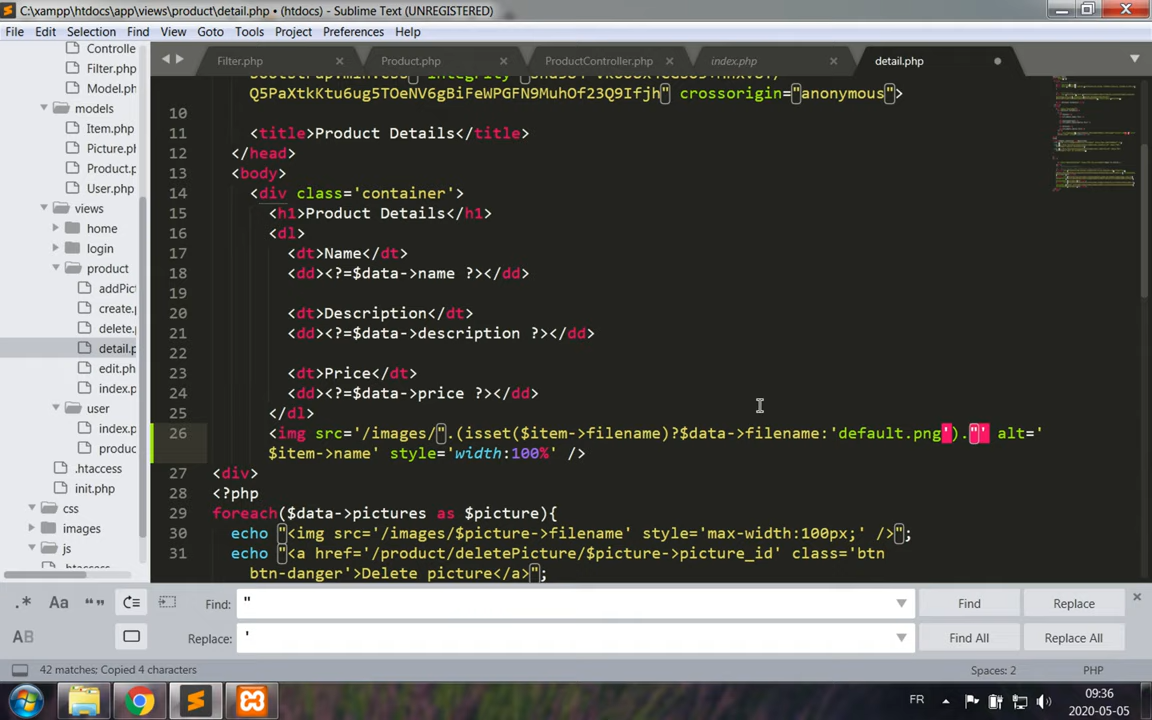 C:\xampp\htdocs\app\views\product\detail.php • (htdocs) - Sublime Text (UNREGISTERED)
File Edit Selection Find View Goto Tools Project Preferences Help
Controlle
Filter.php
Model.ph
models
Item.php
Picture.ph
Product.p
User.php
views
home
login
product
addPict
create.p
delete.p
detail.p
edit.ph
index.p
user
index.p
produc
.htaccess
init.php
css
images
js
Filter.php Product.php ProductController.php index.php detail.php
Q5PaXtkKtu6ug5TOeNV6gBiFeWPGFN9MuhOf23Q9Ifjh" crossorigin="anonymous">
10
11 <title>Product Details</title>
12 </head>
13 <body>
14 <div class='container'>
15 <h1>Product Details</h1>
16 <dl>
17 <dt>Name</dt>
18 <dd><?=$data->name ?></dd>
19
20 <dt>Description</dt>
21 <dd><?=$data->description ?></dd>
22
23 <dt>Price</dt>
24 <dd><?=$data->price ?></dd>
25 </dl>
26 <img src='/images/".(isset($item->filename)?$data->filename:'default.png')."' alt='
$item->name' style='width:100%' />
27 <div>
28 <?php
29 foreach($data->pictures as $picture){
30 echo "<img src='/images/$picture->filename' style='max-width:100px;' />";
31 echo "<a href='/product/deletePicture/$picture->picture_id' class='btn
btn-danger'>Delete picture</a>";
Find: " Find Replace
Replace: ' Find All Replace All
42 matches: Copied 4 characters Spaces: 2 PHP
FR 09:36
2020-05-05